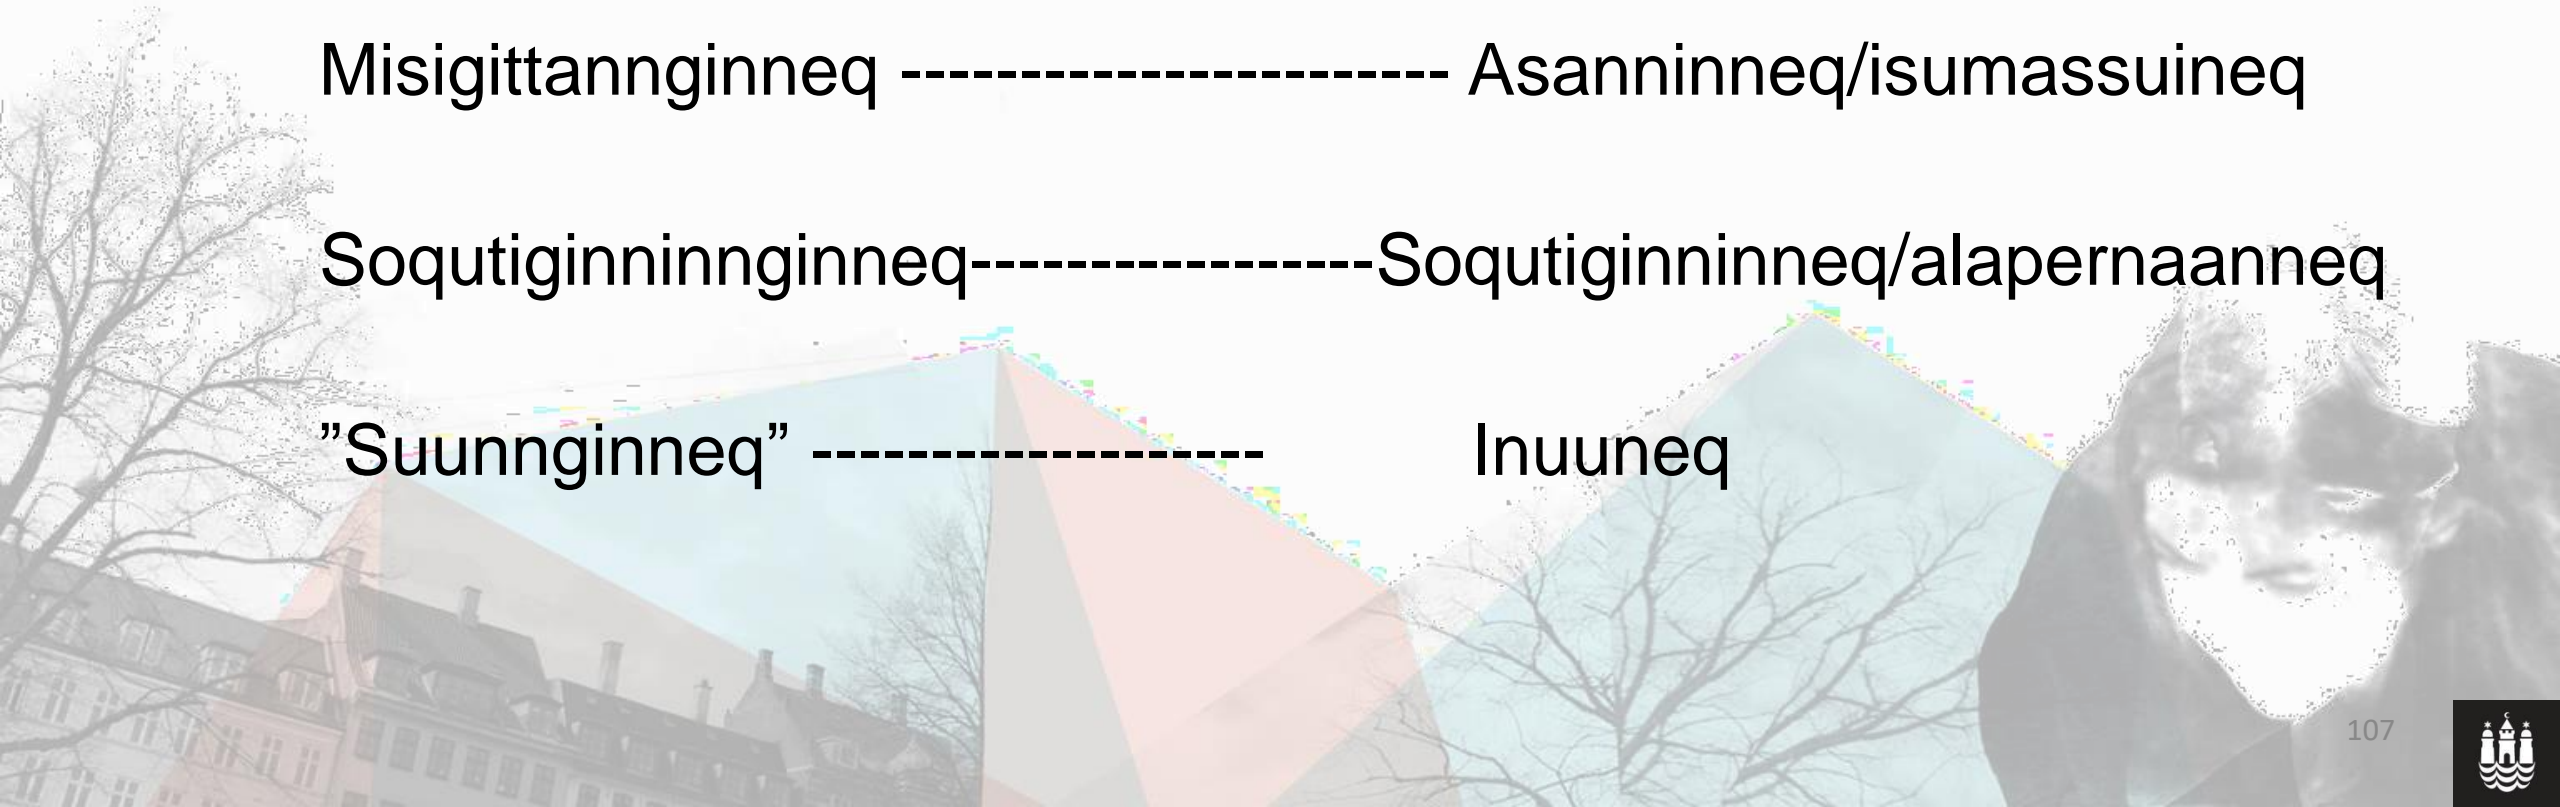 Misigittannginneq ----------------------- Asanninneq/isumassuineq
Soqutiginninnginneq-----------------Soqutiginninneq/alapernaanneq
”Suunnginneq” ------------------- Inuuneq
107